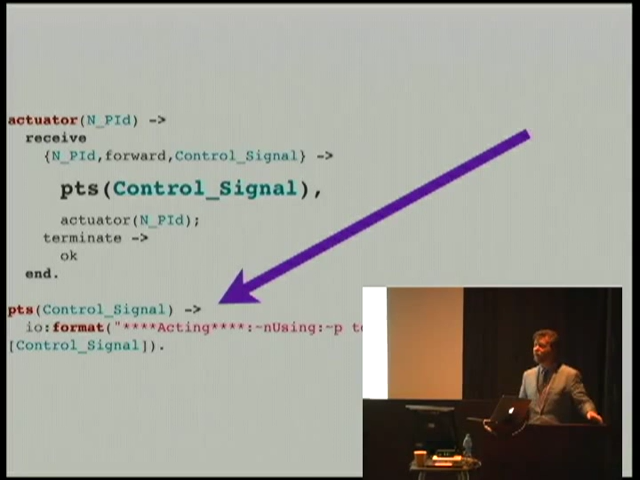 actuator(N_PId) ->
receive
{N_PId,forward,Control_Signal} ->
pts(Control_Signal),
actuator(N_PId);
terminate ->
ok
end.
pts(Control_Signal) ->
io:format("****Acting****:~nUsing:~p
[Control_Signal]).